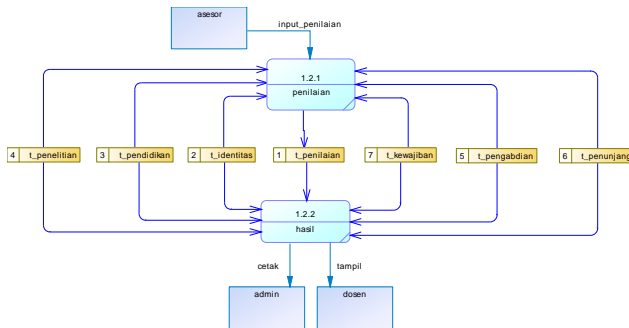 asesor
input_penilaian
1.2.1
penilaian
4 t_penelitian
3 t_pendidikan
2 t_identitas
1 t_penilaian
7 t_kewajiban
5 t_pengabdian
6 t_penunjang
1.2.2
hasil
cetak
tampil
admin
dosen